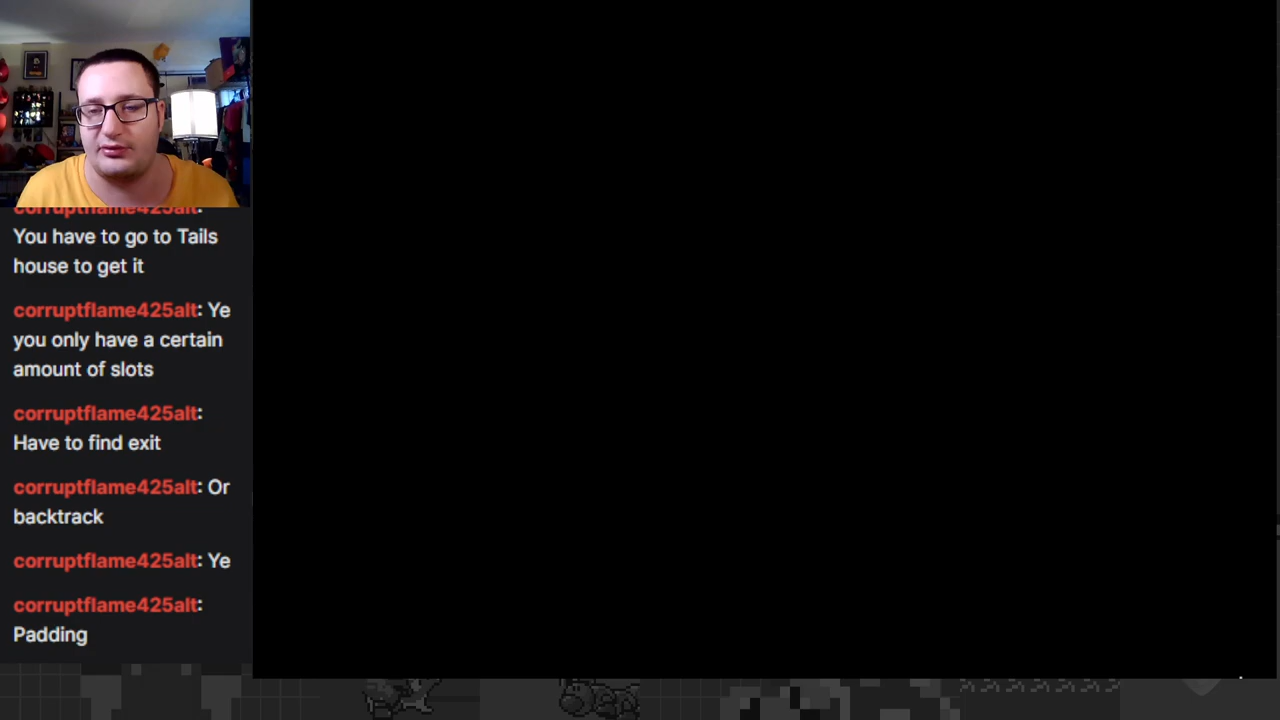 corruptflame425alt:
You have to go to Tails
house to get it
corruptflame425alt: Ye
you only have a certain
amount of slots
corruptflame425alt:
Have to find exit
corruptflame425alt: Or
backtrack
corruptflame425alt: Ye
corruptflame425alt:
Padding